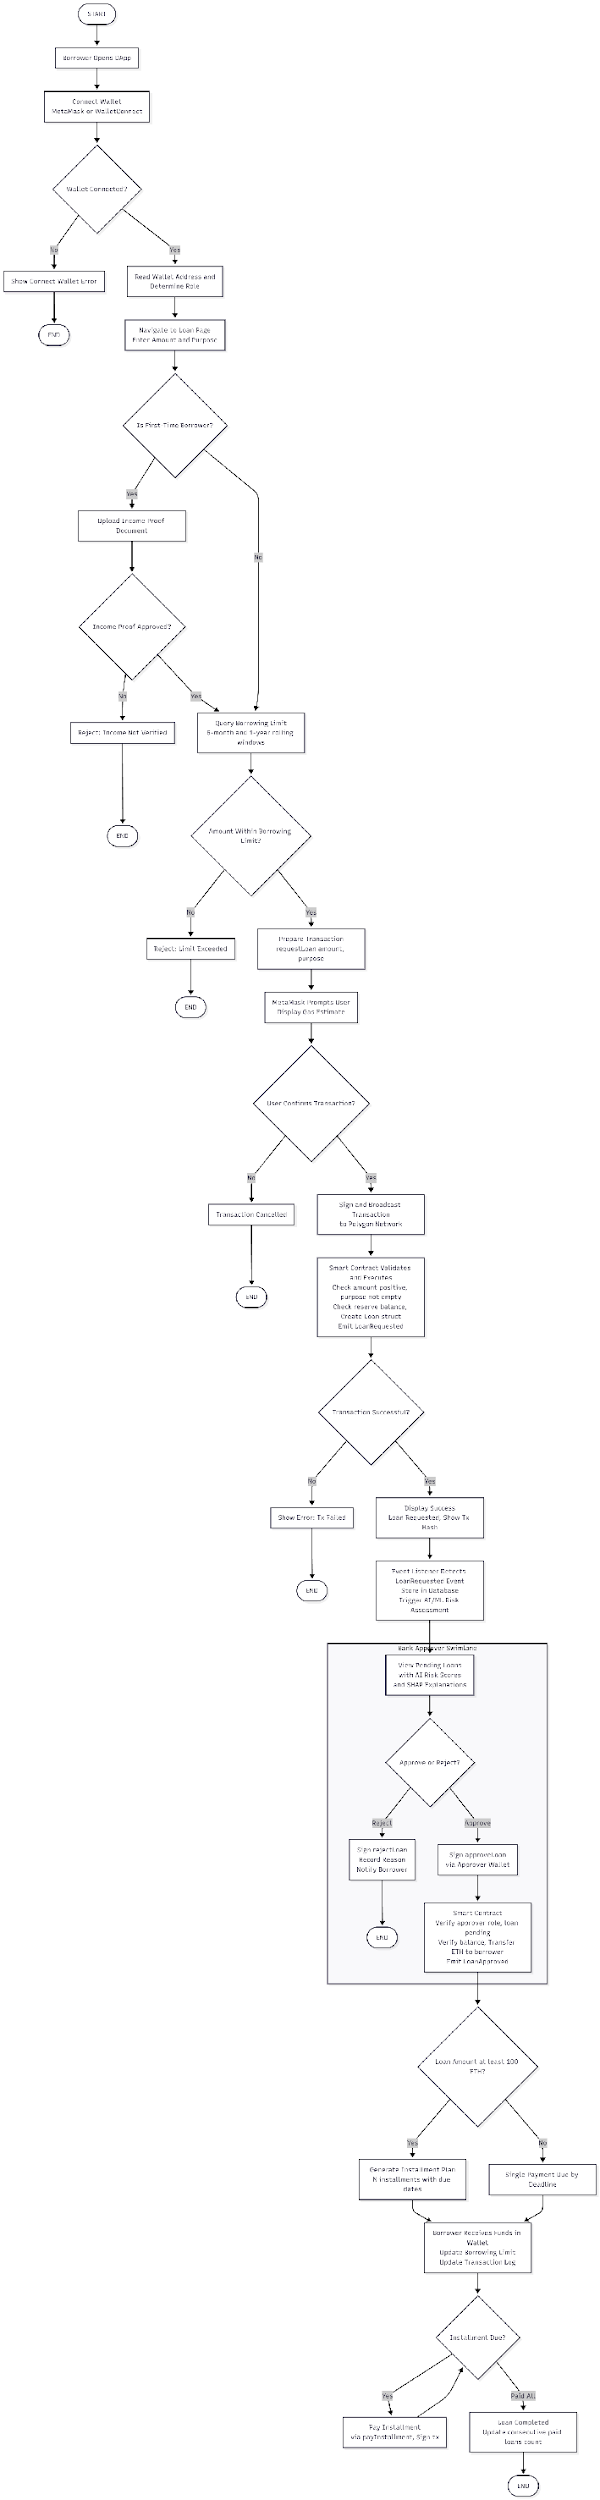 START
Borrower Opens DApp
Connect Wallet
MetaMask or WalletConnect
Wallet Connected?
No
Yes
Show Connect Wallet Error
Read Wallet Address and
Determine Role
END
Navigate to Loan Page
Enter Amount and Purpose
Is First-Time Borrower?
Yes
Upload Income Proof
Document
No
Income Proof Approved?
No
Yes
Reject: Income Not Verified
Query Borrowing Limit
6-month and 1-year rolling
windows
END
Amount Within Borrowing
Limit?
No
Yes
Reject: Limit Exceeded
Prepare Transaction
requestLoan amount,
purpose
END
MetaMask Prompts User
Display Gas Estimate
User Confirms Transaction?
No
Yes
Transaction Cancelled
Sign and Broadcast
Transaction
to Polygon Network
END
Smart Contract Validates
and Executes
Check amount positive,
purpose not empty
Check reserve balance,
Create Loan struct
Emit LoanRequested
Transaction Successful?
No
Yes
Show Error: Tx Failed
Display Success
Loan Requested, Show Tx
Hash
END
Event Listener Detects
LoanRequested Event
Store in Database
Trigger AI/ML Risk
Assessment
Bank Approver Swimlane
View Pending Loans
with AI Risk Scores
and SHAP Explanations
Approve or Reject?
Reject
Approve
Sign rejectLoan
Record Reason
Notify Borrower
Sign approveLoan
via Approver Wallet
END
Smart Contract
Verify approver role, loan
pending
Verify balance, Transfer
ETH to borrower
Emit LoanApproved
Loan Amount at least 100
ETH?
Yes
No
Generate Installment Plan
N installments with due
dates
Single Payment Due by
Deadline
Borrower Receives Funds in
Wallet
Update Borrowing Limit
Update Transaction Log
Installment Due?
Yes
Paid All
Pay Installment
via payInstallment, Sign tx
Loan Completed
Update consecutive paid
loans count
END